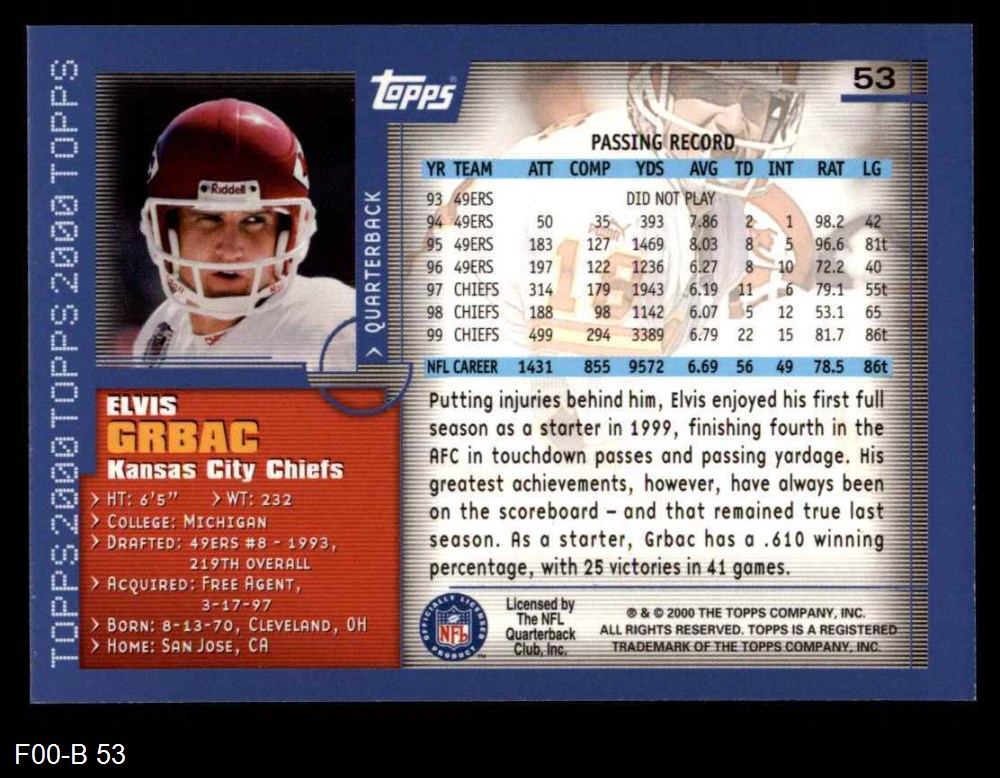 TOPPS 2000 TOPPS 2000 TOPPS 2000 TOPPS
Riddell
> QUARTERBACK
ELVIS
GRBAC
Kansas City Chiefs
> HT: 6'5" > WT: 232
> COLLEGE: MICHIGAN
> DRAFTED: 49ERS #8 - 1993,
219TH OVERALL
> ACQUIRED: FREE AGENT,
3-17-97
> BORN: 8-13-70, CLEVELAND, OH
> HOME: SAN JOSE, CA
Topps®
53
PASSING RECORD
YR TEAM ATT COMP YDS AVG TD INT RAT LG
93 49ERS DID NOT PLAY
94 49ERS 50 35 393 7.86 2 1 98.2 42
95 49ERS 183 127 1469 8.03 8 5 96.6 81t
96 49ERS 197 122 1236 6.27 8 10 72.2 40
97 CHIEFS 314 179 1943 6.19 11 6 79.1 55t
98 CHIEFS 188 98 1142 6.07 5 12 53.1 65
99 CHIEFS 499 294 3389 6.79 22 15 81.7 86t
NFL CAREER 1431 855 9572 6.69 56 49 78.5 86t
Putting injuries behind him, Elvis enjoyed his first full
season as a starter in 1999, finishing fourth in the
AFC in touchdown passes and passing yardage. His
greatest achievements, however, have always been
on the scoreboard – and that remained true last
season. As a starter, Grbac has a .610 winning
percentage, with 25 victories in 41 games.
OFFICIALLY LICENSED
NFL
PRODUCT
™
Licensed by
The NFL
Quarterback
Club, Inc.
® & © 2000 THE TOPPS COMPANY, INC.
ALL RIGHTS RESERVED. TOPPS IS A REGISTERED
TRADEMARK OF THE TOPPS COMPANY, INC.
F00-B 53